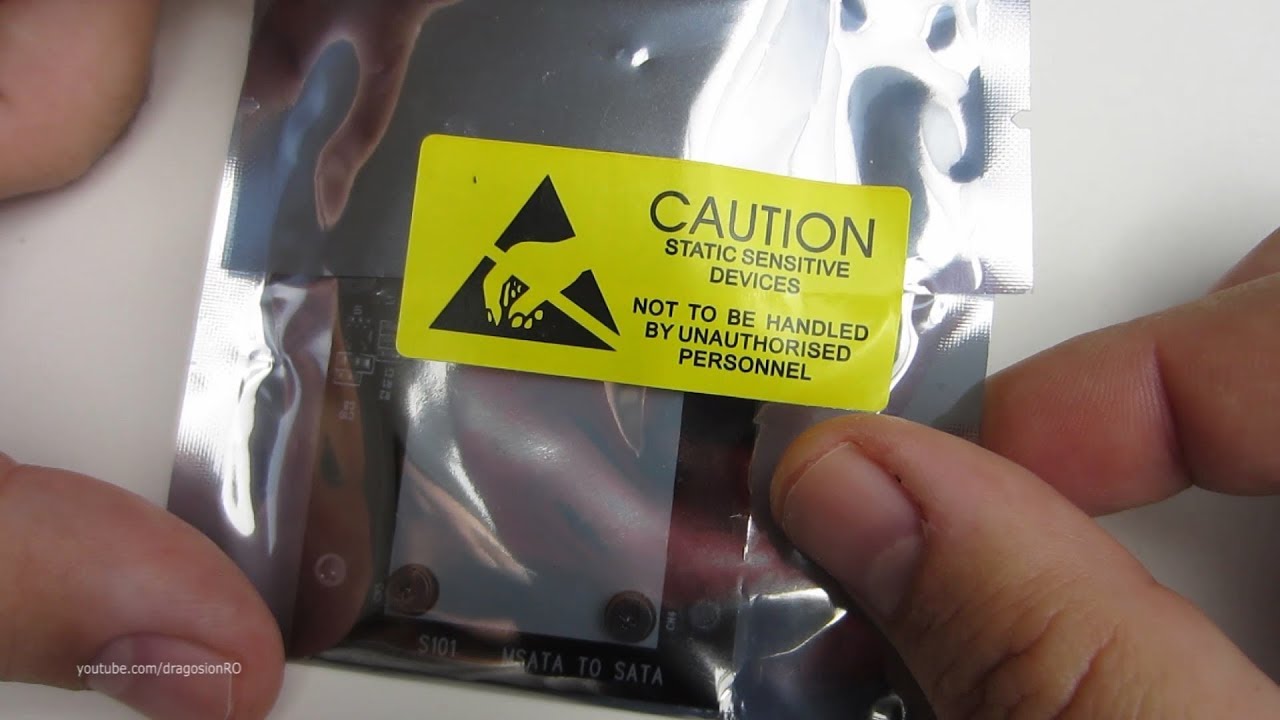 CAUTION
STATIC SENSITIVE
DEVICES
NOT TO BE HANDLED
BY UNAUTHORISED
PERSONNEL
S101 MSATA TO SATA
youtube.com/dragosionRO